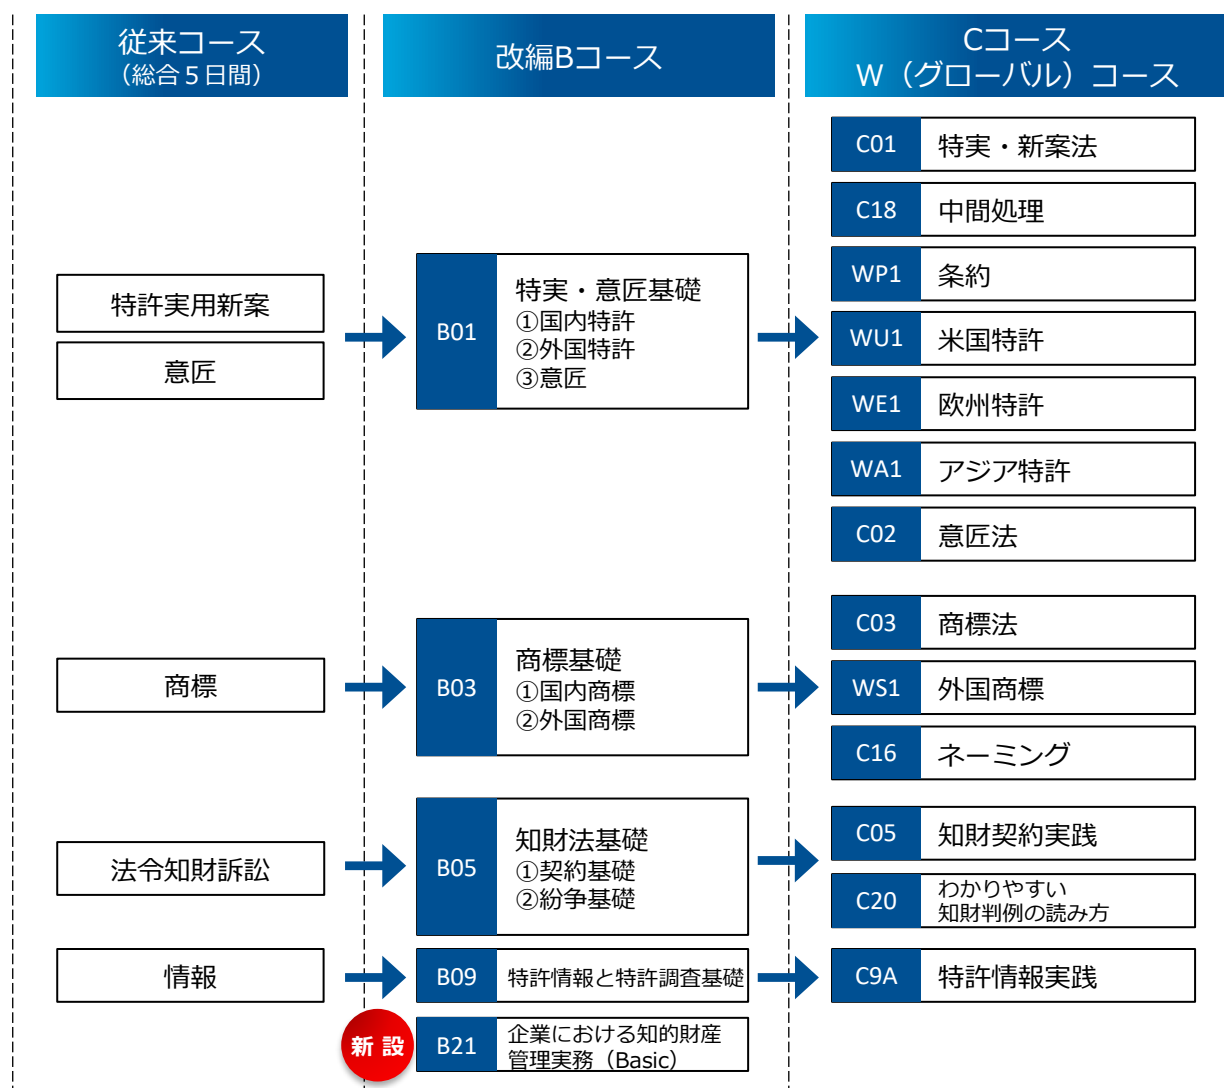 従来コース
（総合５日間）
改編Bコース
Cコース
W（グローバル）コース
特許実用新案
意匠
B01
特実・意匠基礎
①国内特許
②外国特許
③意匠
C01
特実・新案法
C18
中間処理
WP1
条約
WU1
米国特許
WE1
欧州特許
WA1
アジア特許
C02
意匠法
商標
B03
商標基礎
①国内商標
②外国商標
C03
商標法
WS1
外国商標
C16
ネーミング
法令知財訴訟
B05
知財法基礎
①契約基礎
②紛争基礎
C05
知財契約実践
C20
わかりやすい
知財判例の読み方
情報
B09
特許情報と特許調査基礎
C9A
特許情報実践
新 設
B21
企業における知的財産
管理実務（Basic）